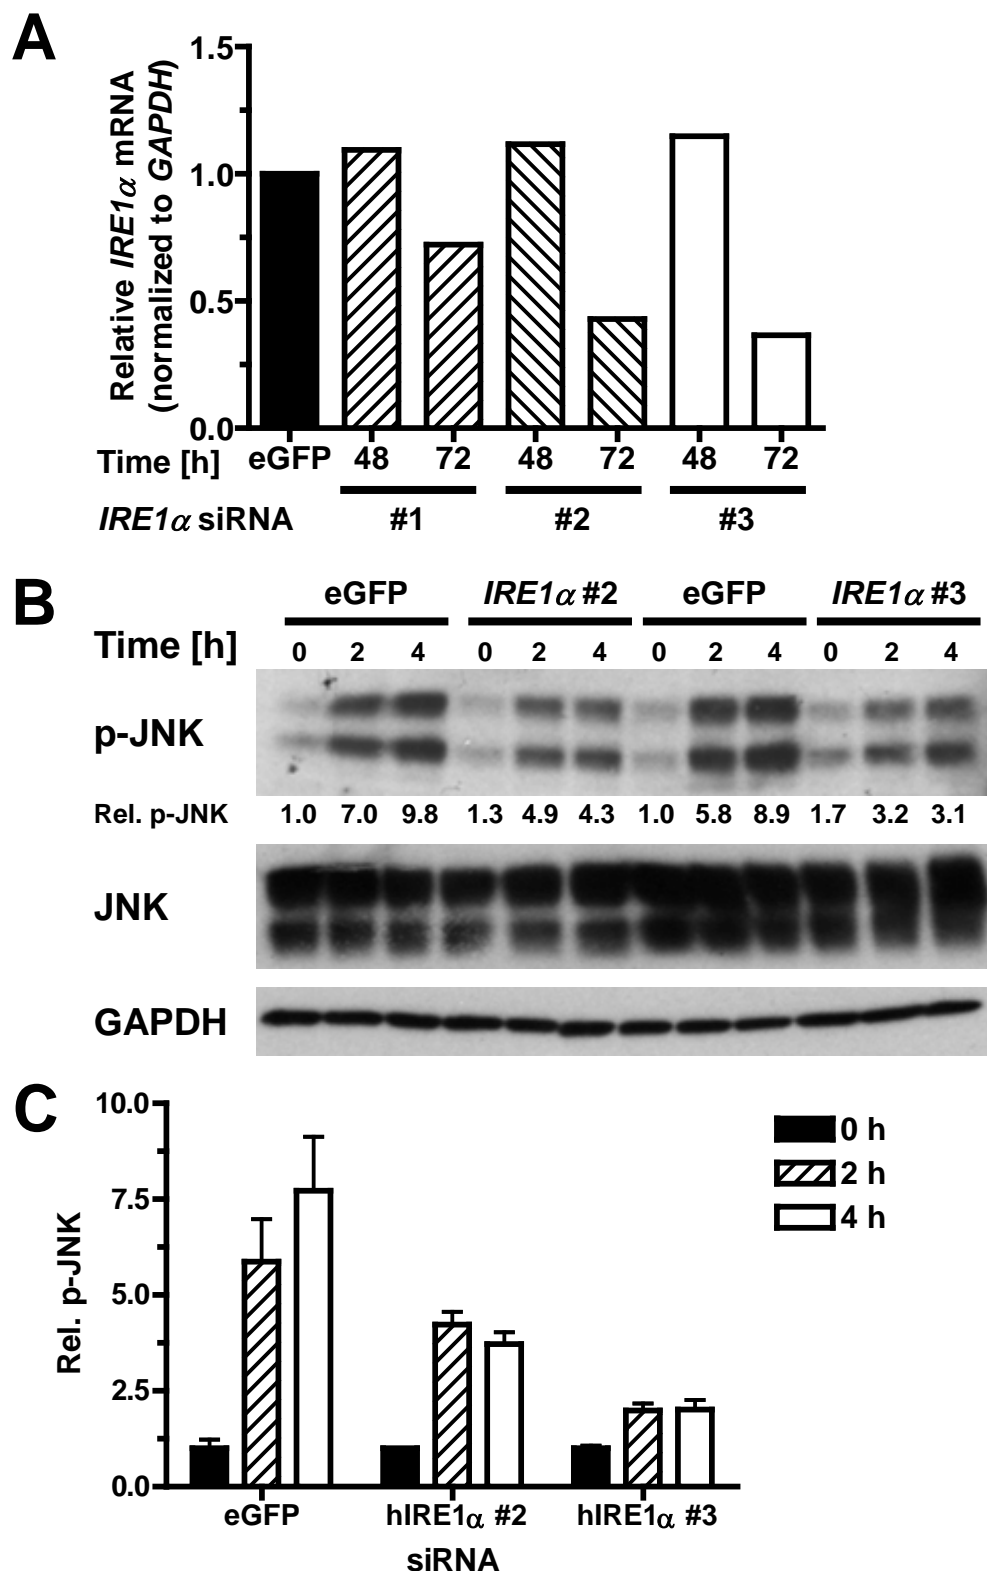 A
Relative IRE1α mRNA
(normalized to GAPDH)
1.5
1.0
0.5
0.0
Time [h] eGFP 48 72 48 72 48 72
IRE1α siRNA #1 #2 #3
B
eGFP IRE1α #2 eGFP IRE1α #3
Time [h] 0 2 4 0 2 4 0 2 4 0 2 4
p-JNK
Rel. p-JNK 1.0 7.0 9.8 1.3 4.9 4.3 1.0 5.8 8.9 1.7 3.2 3.1
JNK
GAPDH
C
Rel. p-JNK
10.0
7.5
5.0
2.5
0.0
0 h
2 h
4 h
eGFP hIRE1α #2 hIRE1α #3
siRNA